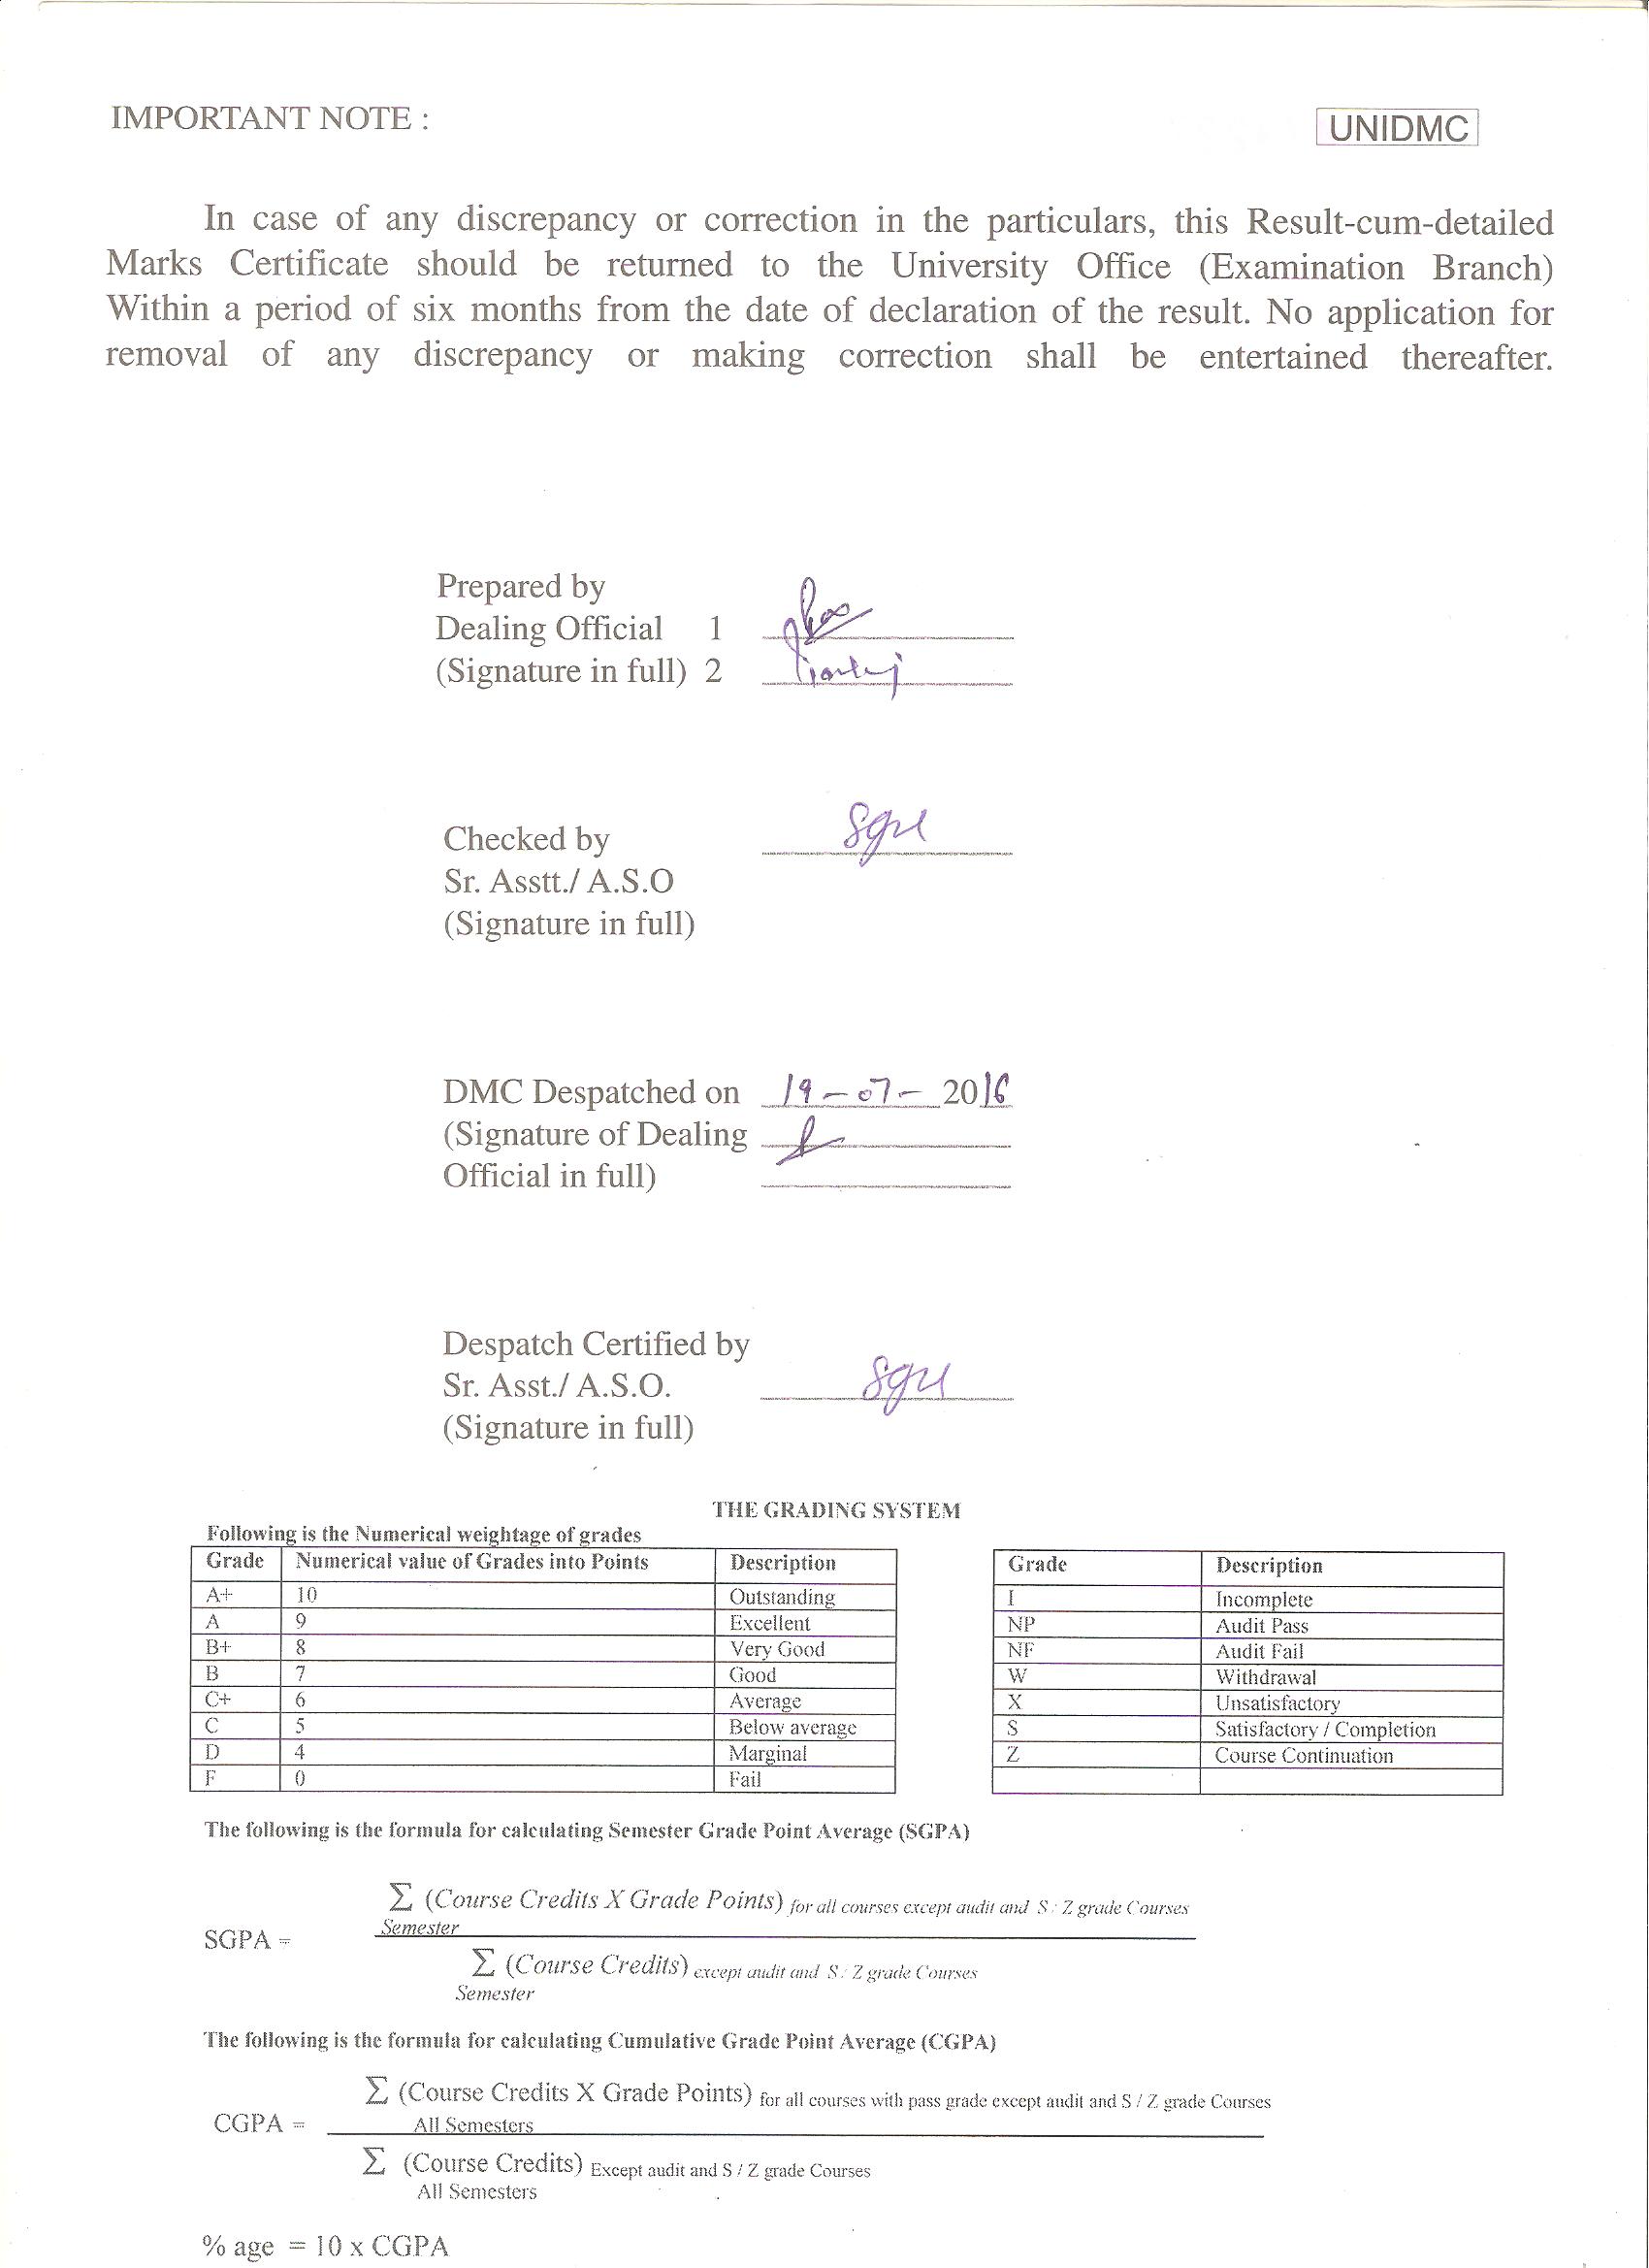 IMPORTANT NOTE :
UNIDMC
In case of any discrepancy or correction in the particulars, this Result-cum-detailed
Marks Certificate should be returned to the University Office (Examination Branch)
Within a period of six months from the date of declaration of the result. No application for
removal of any discrepancy or making correction shall be entertained thereafter.
Prepared by
Dealing Official 1
(Signature in full) 2
Checked by
Sr. Asstt./ A.S.O
(Signature in full)
DMC Despatched on 19-07-2016
(Signature of Dealing
Official in full)
Despatch Certified by
Sr. Asst./ A.S.O.
(Signature in full)
THE GRADING SYSTEM
Following is the Numerical weightage of grades
Grade Numerical value of Grades into Points Description
A+ 10 Outstanding
A 9 Excellent
B+ 8 Very Good
B 7 Good
C+ 6 Average
C 5 Below average
D 4 Marginal
F 0 Fail
Grade Description
I Incomplete
NP Audit Pass
NF Audit Fail
W Withdrawal
X Unsatisfactory
S Satisfactory / Completion
Z Course Continuation
The following is the formula for calculating Semester Grade Point Average (SGPA)
Σ (Course Credits X Grade Points) for all courses except audit and S / Z grade Courses
Semester
SGPA =
Σ (Course Credits) except audit and S / Z grade Courses
Semester
The following is the formula for calculating Cumulative Grade Point Average (CGPA)
Σ (Course Credits X Grade Points) for all courses with pass grade except audit and S / Z grade Courses
All Semesters
CGPA =
Σ (Course Credits) Except audit and S / Z grade Courses
All Semesters
% age = 10 x CGPA